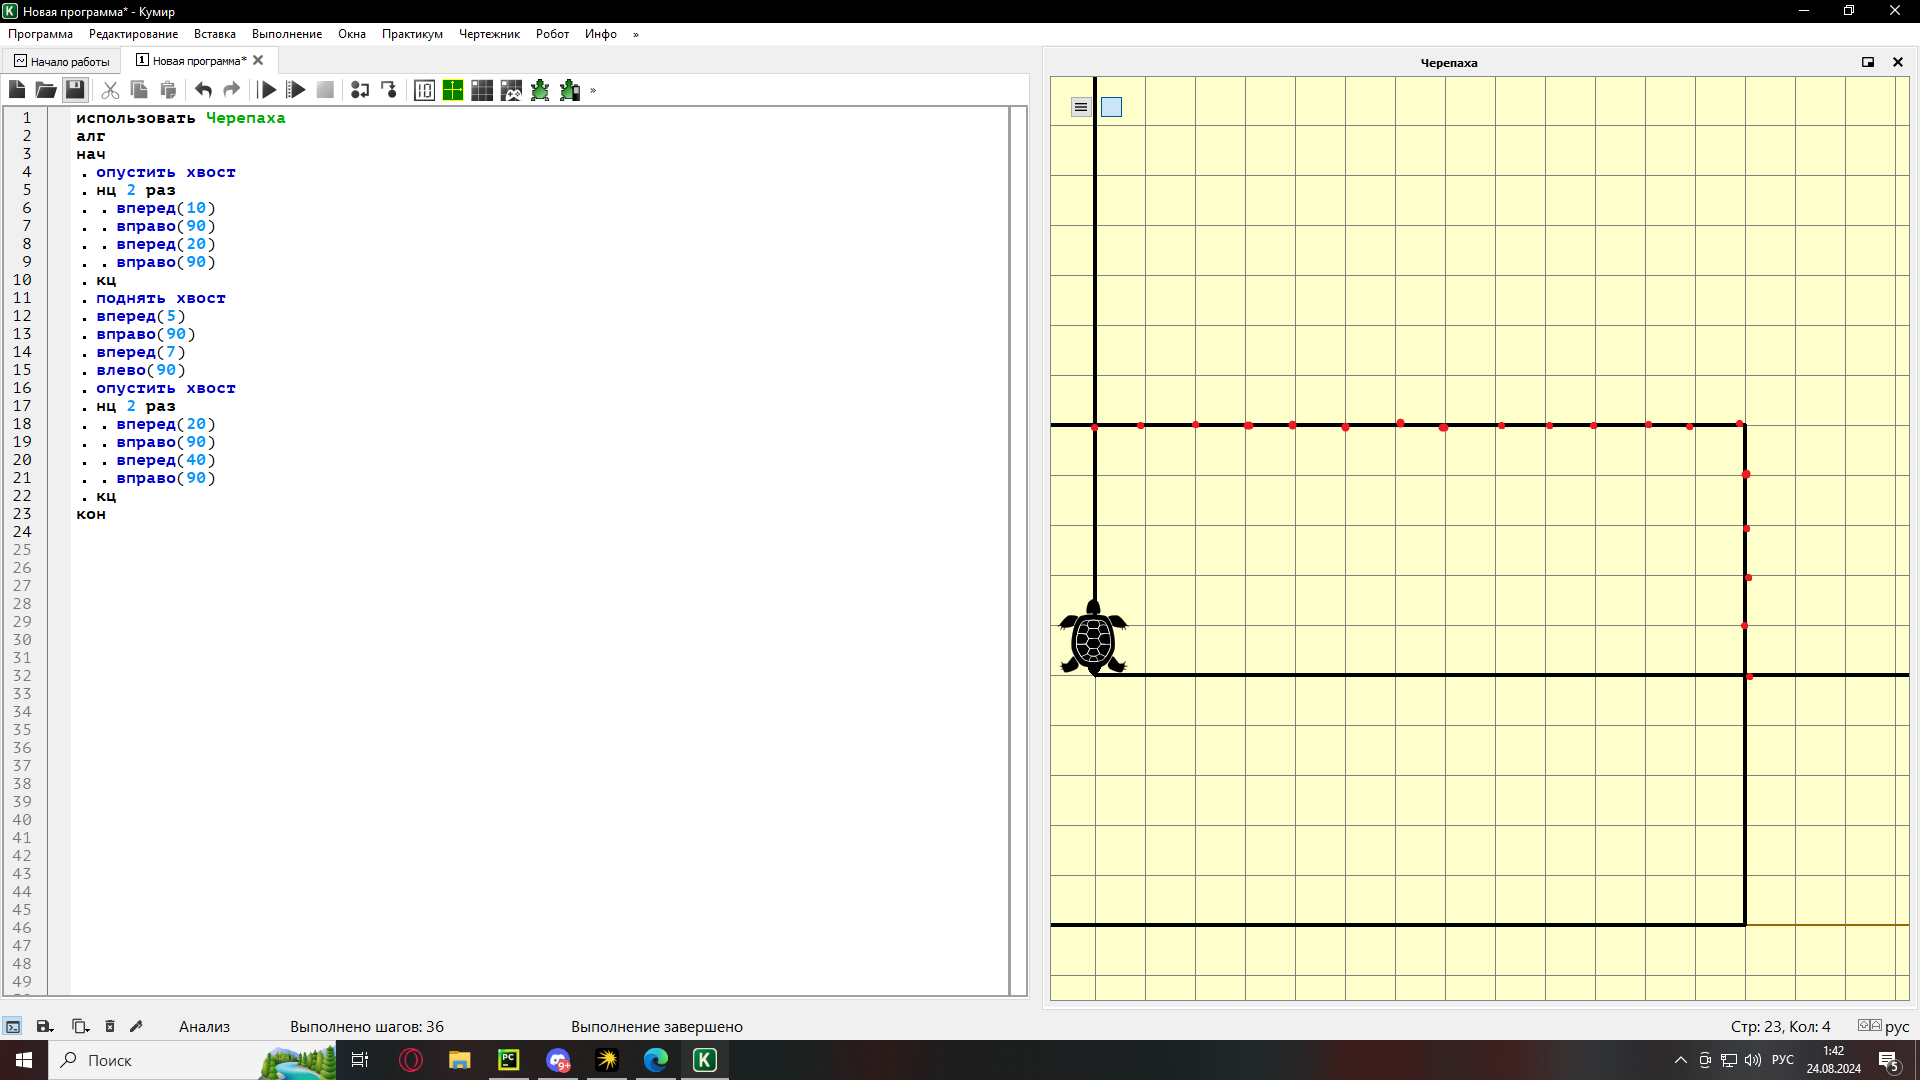 Новая программа* - Кумир
Программа Редактирование Вставка Выполнение Окна Практикум Чертежник Робот Инфо »
Начало работы
1 Новая программа*
Черепаха
1 использовать Черепаха
2 алг
3 нач
4 . опустить хвост
5 . нц 2 раз
6 . . вперед(10)
7 . . вправо(90)
8 . . вперед(20)
9 . . вправо(90)
10 . кц
11 . поднять хвост
12 . вперед(5)
13 . вправо(90)
14 . вперед(7)
15 . влево(90)
16 . опустить хвост
17 . нц 2 раз
18 . . вперед(20)
19 . . вправо(90)
20 . . вперед(40)
21 . . вправо(90)
22 . кц
23 кон
24
25
26
27
28
29
30
31
32
33
34
35
36
37
38
39
40
41
42
43
44
45
46
47
48
49
Анализ Выполнено шагов: 36 Выполнение завершено Стр: 23, Кол: 4 рус
Поиск
PC
9+
K
РУС
1:42
24.08.2024
5